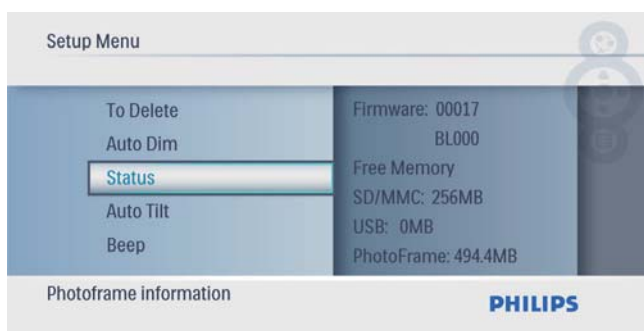 Setup Menu
To Delete
Auto Dim
Status
Auto Tilt
Beep
Firmware: 00017
BL000
Free Memory
SD/MMC: 256MB
USB: 0MB
PhotoFrame: 494.4MB
Photoframe information
PHILIPS